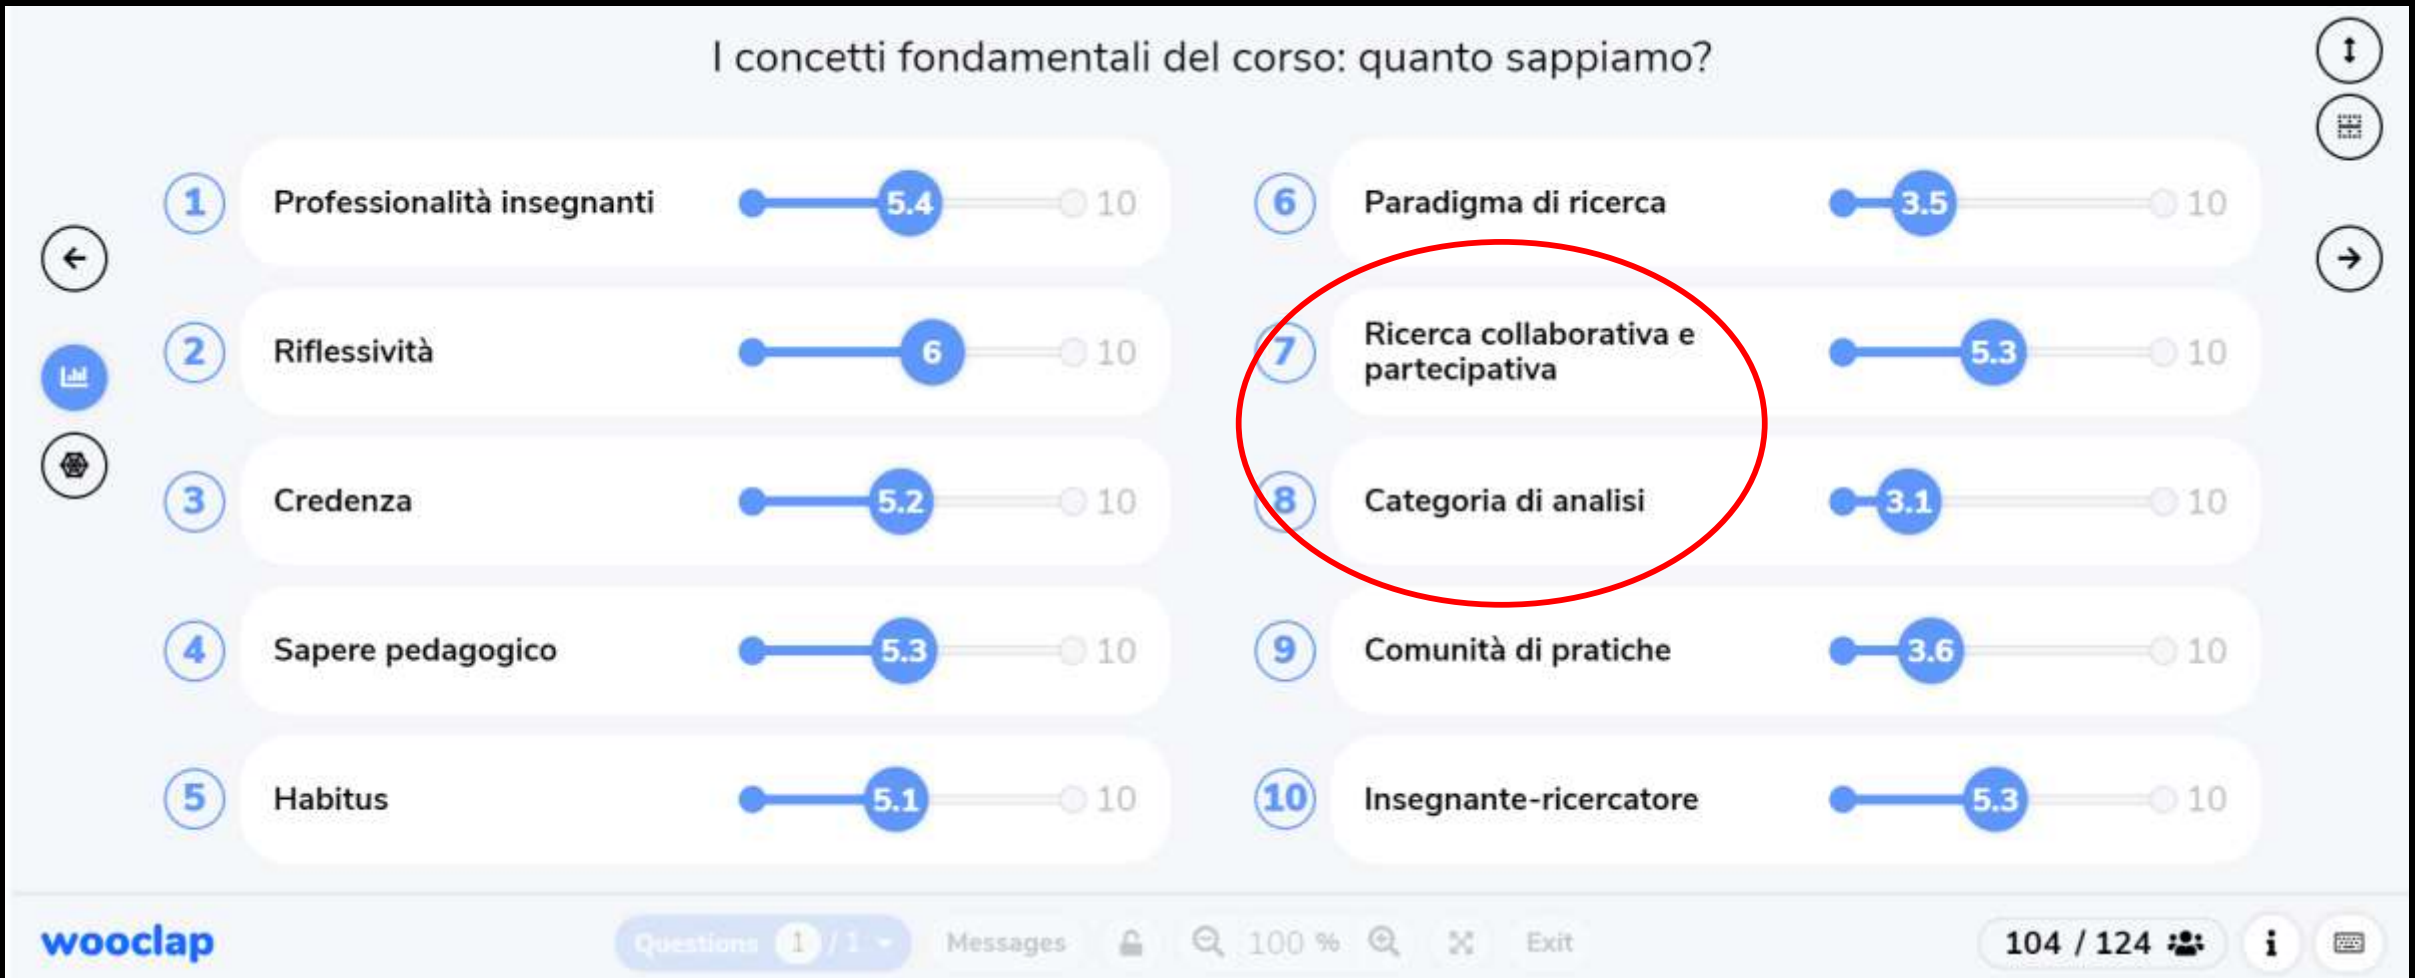 I concetti fondamentali del corso: quanto sappiamo?
1 Professionalità insegnanti 5.4 10
2 Riflessività 6 10
3 Credenza 5.2 10
4 Sapere pedagogico 5.3 10
5 Habitus 5.1 10
6 Paradigma di ricerca 3.5 10
7 Ricerca collaborativa e
partecipativa 5.3 10
8 Categoria di analisi 3.1 10
9 Comunità di pratiche 3.6 10
10 Insegnante-ricercatore 5.3 10
wooclap Questions 1 / 1 Messages 100 % Exit 104 / 124 i